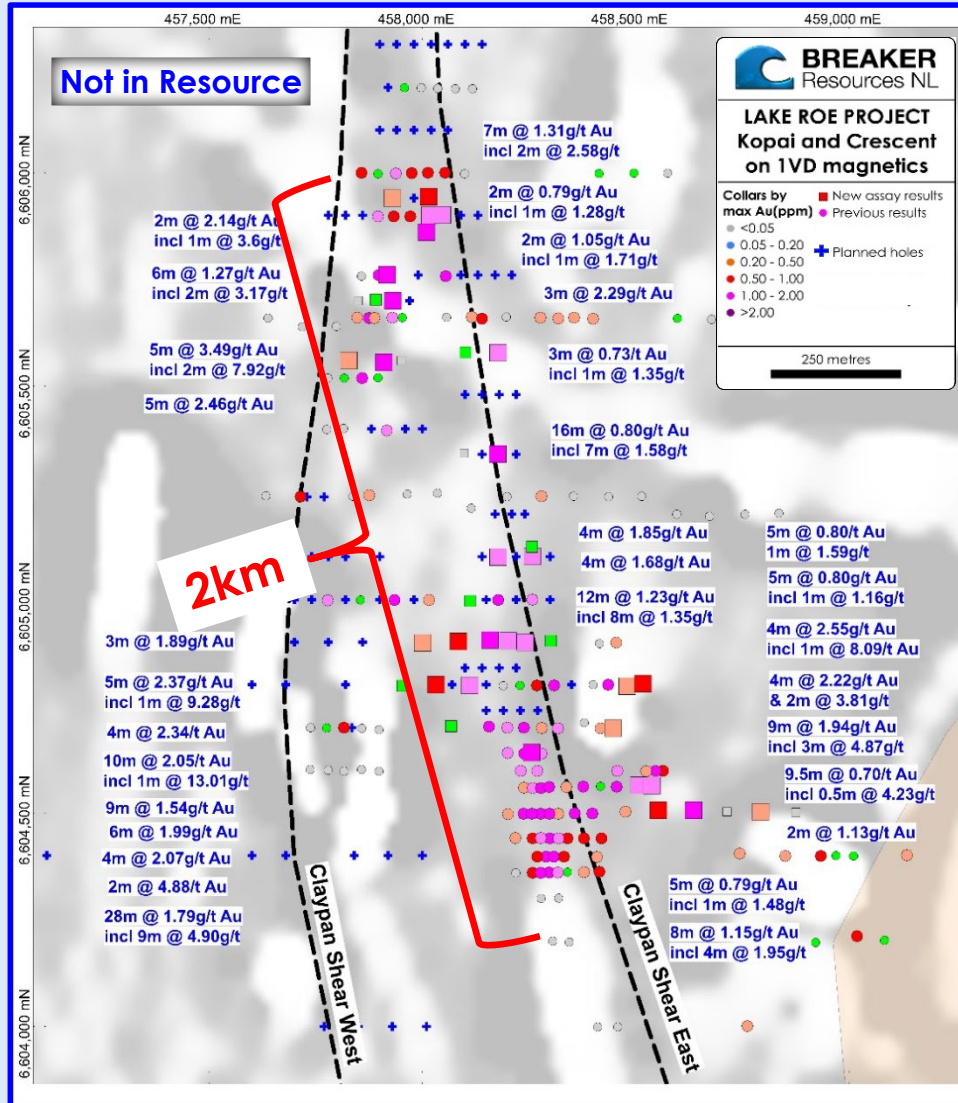 457,500 mE
458,000 mE
458,500 mE
459,000 mE
Not in Resource
BREAKER
Resources NL
LAKE ROE PROJECT
Kopai and Crescent
on 1VD magnetics
Collars by
max Au(ppm)
<0.05
0.05 - 0.20
0.20 - 0.50
0.50 - 1.00
1.00 - 2.00
>2.00
New assay results
Previous results
Planned holes
250 metres
6,606,000 mN
6,605,500 mN
6,605,000 mN
6,604,500 mN
6,604,000 mN
7m @ 1.31g/t Au
incl 2m @ 2.58g/t
2m @ 0.79g/t Au
incl 1m @ 1.28g/t
2m @ 1.05g/t Au
incl 1m @ 1.71g/t
3m @ 2.29g/t Au
3m @ 0.73/t Au
incl 1m @ 1.35g/t
16m @ 0.80g/t Au
incl 7m @ 1.58g/t
4m @ 1.85g/t Au
4m @ 1.68g/t Au
12m @ 1.23g/t Au
incl 8m @ 1.35g/t
2m @ 2.14g/t Au
incl 1m @ 3.6g/t
6m @ 1.27g/t Au
incl 2m @ 3.17g/t
5m @ 3.49g/t Au
incl 2m @ 7.92g/t
5m @ 2.46g/t Au
2km
3m @ 1.89g/t Au
5m @ 2.37g/t Au
incl 1m @ 9.28g/t
4m @ 2.34/t Au
10m @ 2.05/t Au
incl 1m @ 13.01g/t
9m @ 1.54g/t Au
6m @ 1.99g/t Au
4m @ 2.07g/t Au
2m @ 4.88/t Au
28m @ 1.79g/t Au
incl 9m @ 4.90g/t
5m @ 0.80/t Au
1m @ 1.59g/t
5m @ 0.80g/t Au
incl 1m @ 1.16g/t
4m @ 2.55g/t Au
incl 1m @ 8.09g/t
4m @ 2.22g/t Au
& 2m @ 3.81g/t
9m @ 1.94g/t Au
incl 3m @ 4.87g/t
9.5m @ 0.70/t Au
incl 0.5m @ 4.23g/t
2m @ 1.13g/t Au
5m @ 0.79g/t Au
incl 1m @ 1.48g/t
8m @ 1.15g/t Au
incl 4m @ 1.95g/t
Claypan Shear West
Claypan Shear East